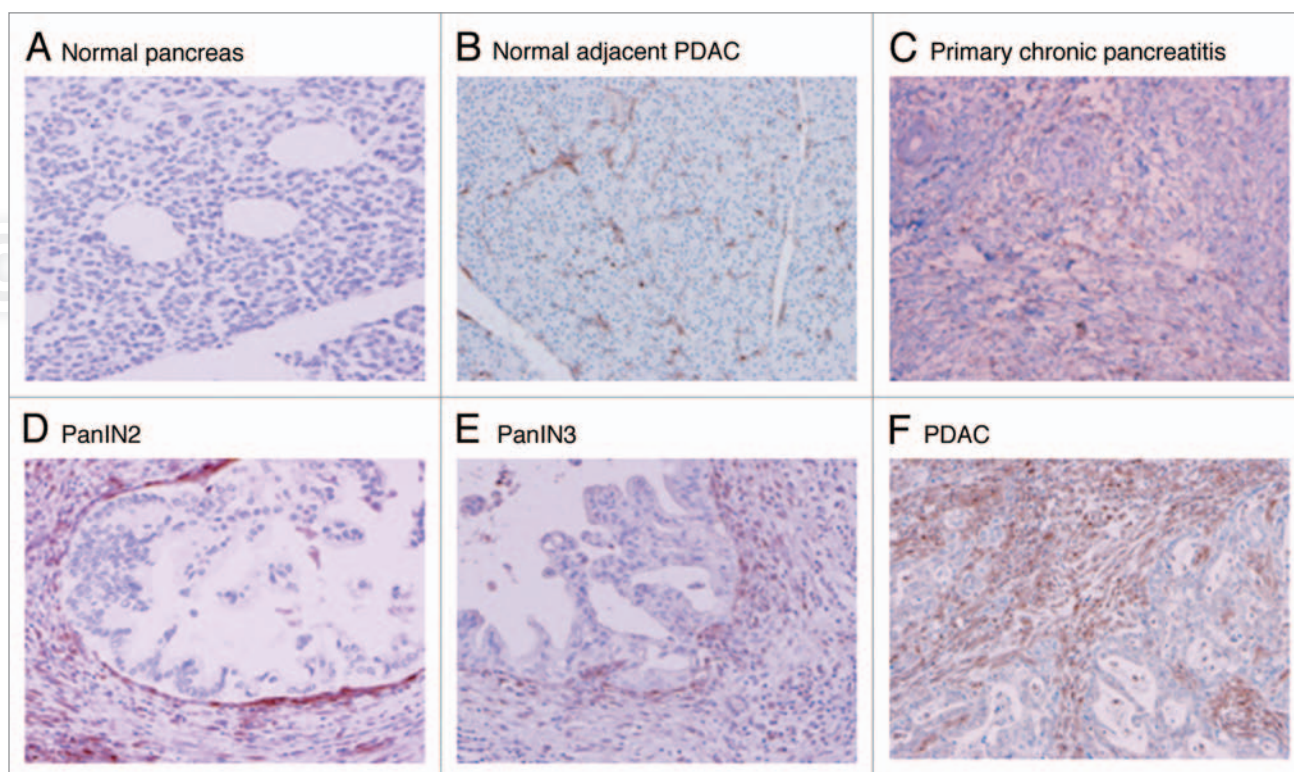 A Normal pancreas
B Normal adjacent PDAC
C Primary chronic pancreatitis
D PanIN2
E PanIN3
F PDAC